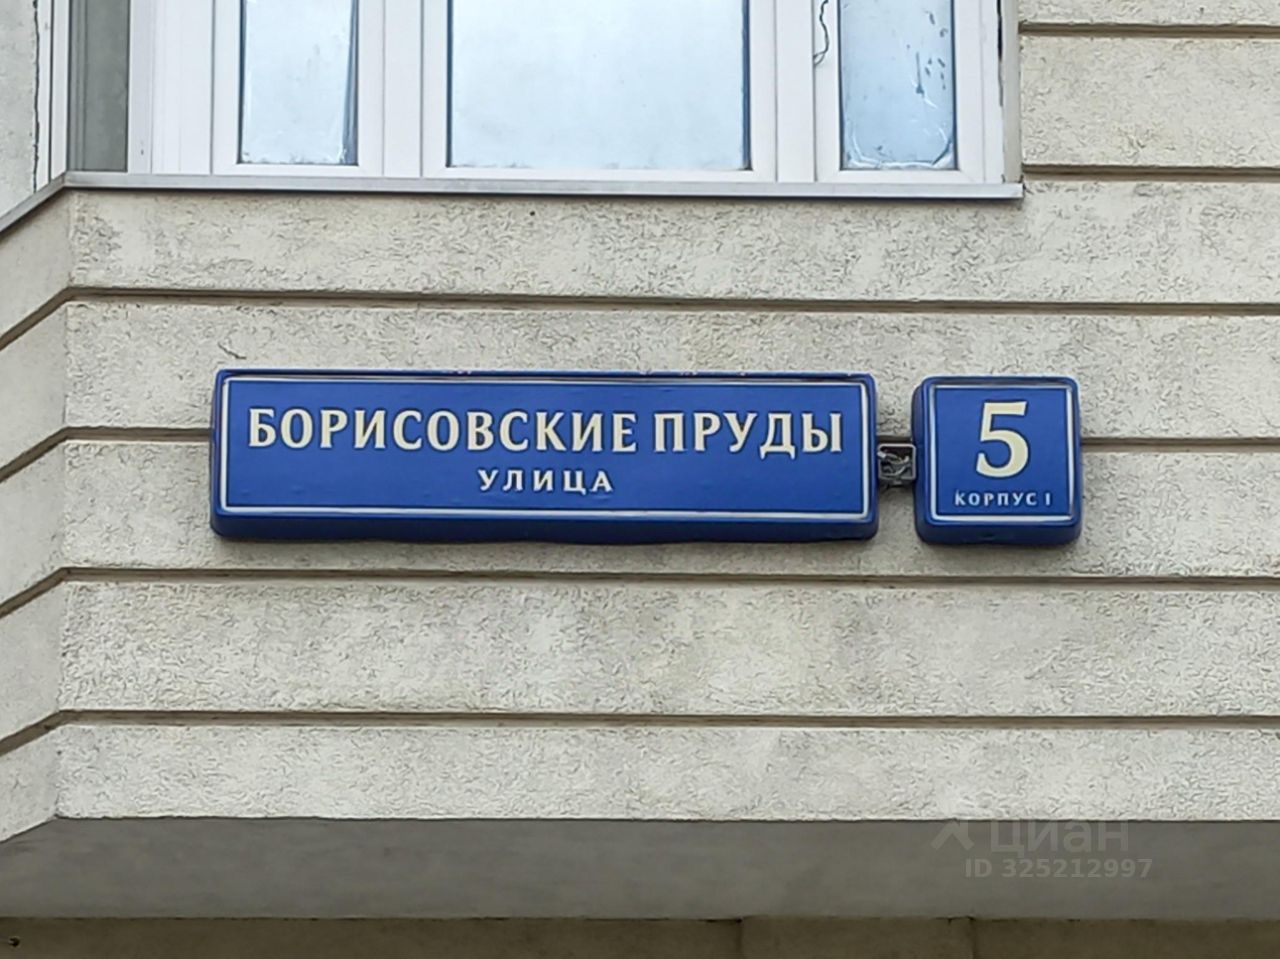 БОРИСОВСКИЕ ПРУДЫ
УЛИЦА
5
КОРПУС 1
циан
ID 325212997